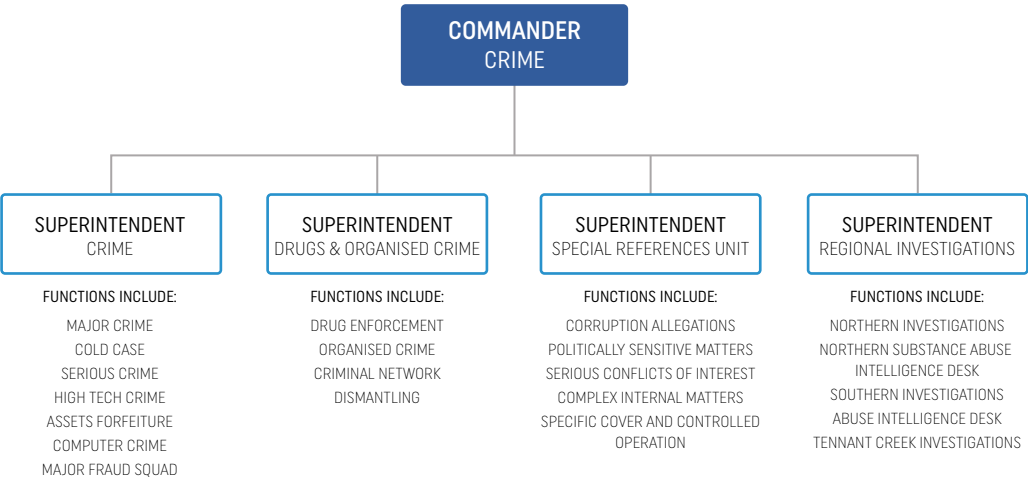 COMMANDER
CRIME
SUPERINTENDENT
CRIME
FUNCTIONS INCLUDE:
MAJOR CRIME
COLD CASE
SERIOUS CRIME
HIGH TECH CRIME
ASSETS FORFEITURE
COMPUTER CRIME
MAJOR FRAUD SQUAD
SUPERINTENDENT
DRUGS & ORGANISED CRIME
FUNCTIONS INCLUDE:
DRUG ENFORCEMENT
ORGANISED CRIME
CRIMINAL NETWORK
DISMANTLING
SUPERINTENDENT
SPECIAL REFERENCES UNIT
FUNCTIONS INCLUDE:
CORRUPTION ALLEGATIONS
POLITICALLY SENSITIVE MATTERS
SERIOUS CONFLICTS OF INTEREST
COMPLEX INTERNAL MATTERS
SPECIFIC COVER AND CONTROLLED
OPERATION
SUPERINTENDENT
REGIONAL INVESTIGATIONS
FUNCTIONS INCLUDE:
NORTHERN INVESTIGATIONS
NORTHERN SUBSTANCE ABUSE
INTELLIGENCE DESK
SOUTHERN INVESTIGATIONS
ABUSE INTELLIGENCE DESK
TENNANT CREEK INVESTIGATIONS